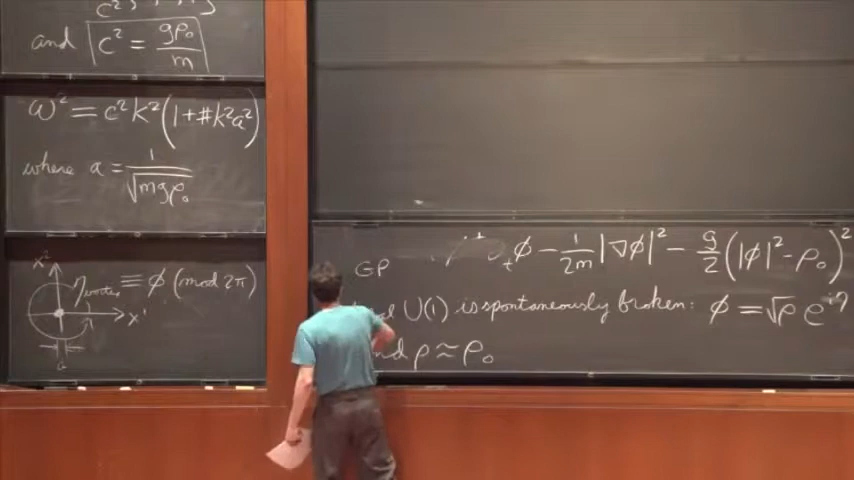 and c² = gρ₀/m
ω² = c²k²(1+#k²a²)
where a = 1/√mgρ₀
x²
η_vortex ≡ φ (mod 2π)
x¹
a
GP
ₜϕ − 1/2m |∇ϕ|² − g/2 (|ϕ|² - ρ₀)²
U(1) is spontaneously broken: ϕ = √ρ e^iη
and ρ ≈ ρ₀